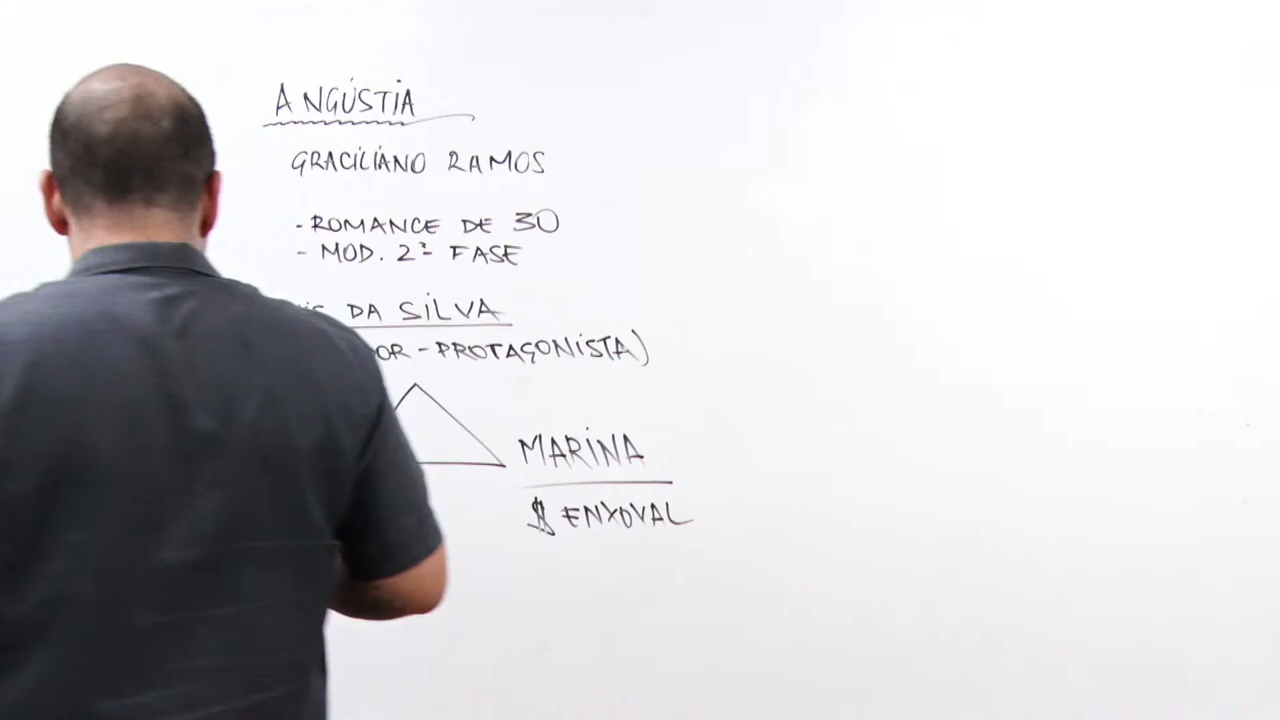 ANGÚSTIA
GRACILIANO RAMOS
- ROMANCE DE 30
- MOD. 2ª FASE
DA SILVA
OR - PROTAGONISTA)
MARINA
$ ENXOVAL